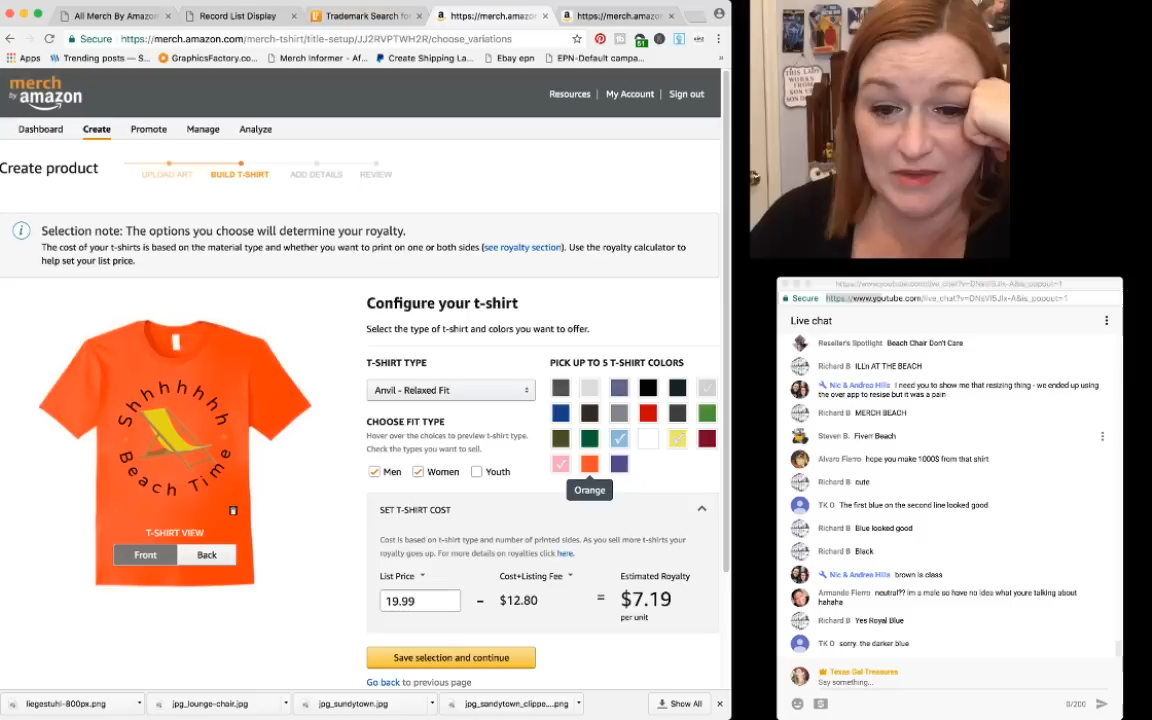 All Merch By Amazon
Record List Display
Trademark Search for
https://merch.amazo
https://merch.amazo
Secure
https://merch.amazon.com/merch-tshirt/title-setup/JJ2RVPTWH2R/choose_variations
Apps
Trending posts — S...
GraphicsFactory.co...
Merch Informer - Af...
Create Shipping La...
Ebay epn
EPN-Default campa...
merch
by amazon
Resources
My Account
Sign out
Dashboard
Create
Promote
Manage
Analyze
Create product
UPLOAD ART
BUILD T-SHIRT
ADD DETAILS
REVIEW
Selection note: The options you choose will determine your royalty.
The cost of your t-shirts is based on the material type and whether you want to print on one or both sides (see royalty section). Use the royalty calculator to
help set your list price.
Shhhhhhh
Beach Time
T-SHIRT VIEW
Front
Back
Configure your t-shirt
Select the type of t-shirt and colors you want to offer.
T-SHIRT TYPE
Anvil - Relaxed Fit
CHOOSE FIT TYPE
Hover over the choices to preview t-shirt type.
Check the types you want to sell.
Men
Women
Youth
PICK UP TO 5 T-SHIRT COLORS
Orange
SET T-SHIRT COST
Cost is based on t-shirt type and number of printed sides. As you sell more t-shirts your
royalty goes up. For more details on royalties click here.
List Price
Cost+Listing Fee
Estimated Royalty
19.99
-
$12.80
=
$7.19
per unit
Save selection and continue
Go back to previous page
liegestuhl-800px.png
jpg_lounge-chair.jpg
jpg_sundytown.jpg
jpg_sandytown_clippe....png
Show All
THIS LADY
WORKS
FROM
SON UP
Secure
Live chat
Reseller's Spotlight Beach Chair Don't Care
Richard B ILL'n AT THE BEACH
Nic & Andrea Hills I need you to show me that resizing thing - we ended up using
the over app to resise but it was a pain
Richard B MERCH BEACH
Steven B. Fiverr Beach
Alvaro Fierro hope you make 1000$ from that shirt
Richard B cute
TK O The first blue on the second line looked good
Richard B Blue looked good
Richard B Black
Nic & Andrea Hills brown is class
Armando Fierro neutral?? im a male so have no idea what youre talking about
hahaha
Richard B Yes Royal Blue
TK O sorry. the darker blue
Texas Gal Treasures
Say something...
0/200